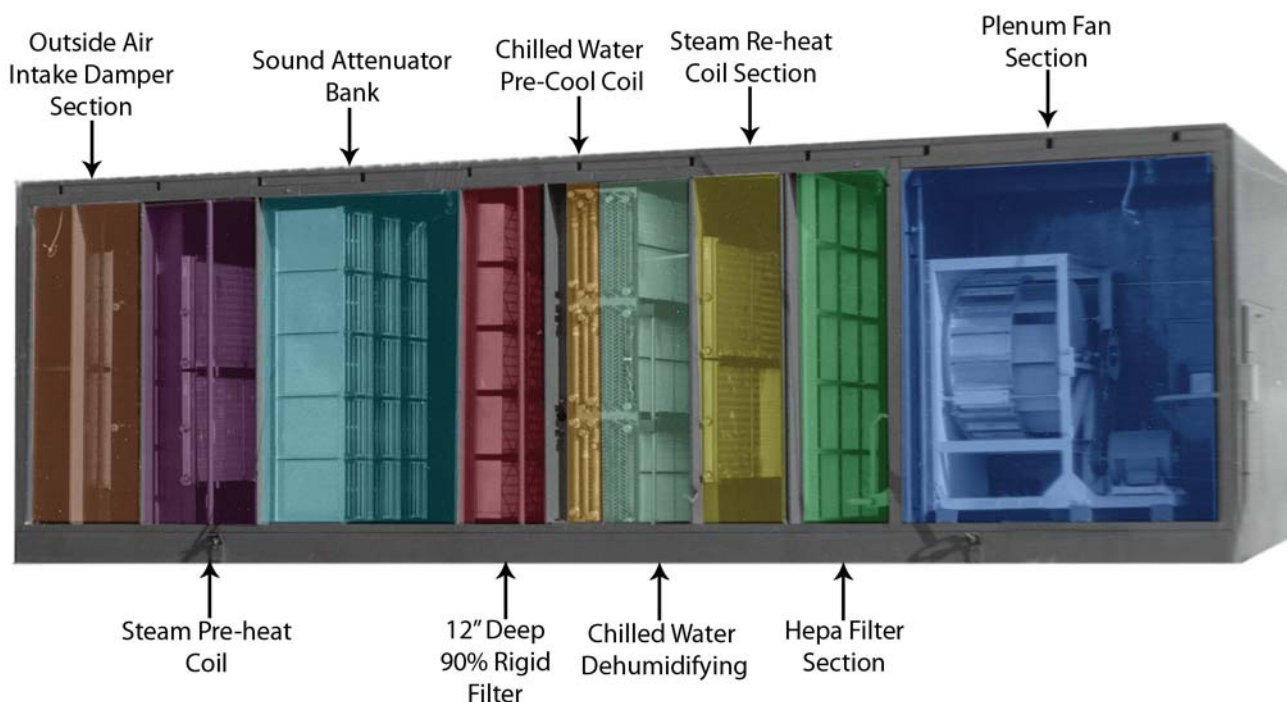 Outside Air
Intake Damper
Section
Sound Attenuator
Bank
Chilled Water
Pre-Cool Coil
Steam Re-heat
Coil Section
Plenum Fan
Section
Steam Pre-heat
Coil
12" Deep
90% Rigid
Filter
Chilled Water
Dehumidifying
Hepa Filter
Section